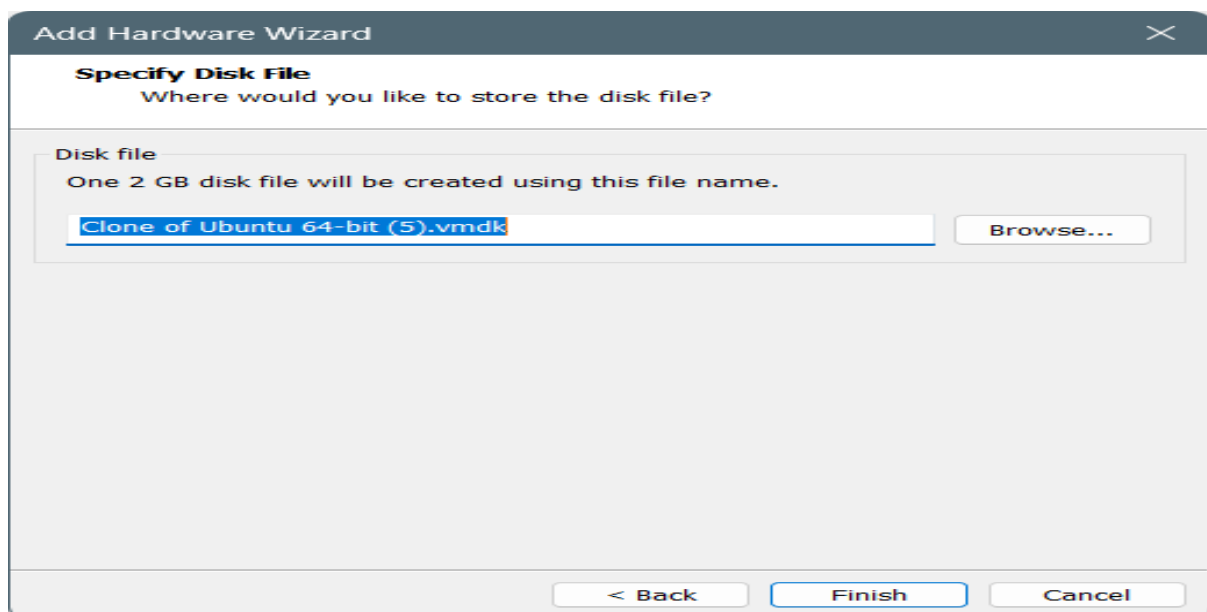 Add Hardware Wizard
Specify Disk File
Where would you like to store the disk file?
Disk file
One 2 GB disk file will be created using this file name.
Clone of Ubuntu 64-bit (5).vmdk
Browse...
< Back
Finish
Cancel